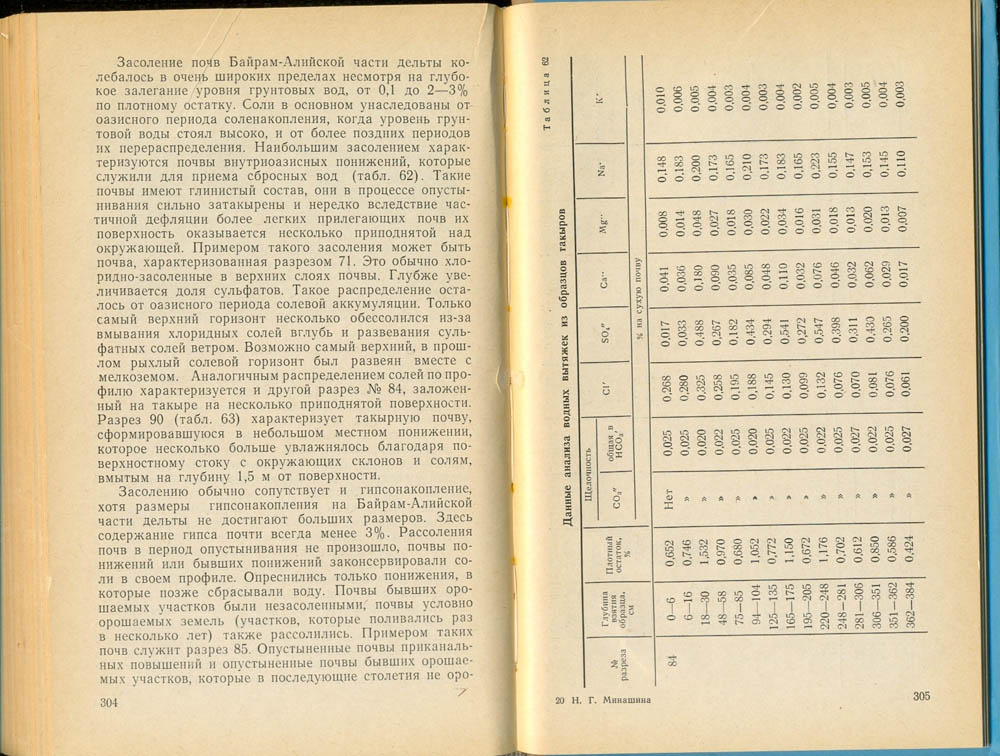 Засоление почв Байрам-Алийской части дельты ко-
лебалось в очень широких пределах несмотря на глубо-
кое залегание уровня грунтовых вод, от 0,1 до 2—3%
по плотному остатку. Соли в основном унаследованы от
оазисного периода соленакопления, когда уровень грун-
товой воды стоял высоко, и от более поздних периодов
их перераспределения. Наибольшим засолением харак-
теризуются почвы внутриоазисных понижений, которые
служили для приема сбросных вод (табл. 62). Такие
почвы имеют глинистый состав, они в процессе опусты-
нивания сильно затакырены и нередко вследствие час-
тичной дефляции более легких прилегающих почв их
поверхность оказывается несколько приподнятой над
окружающей. Примером такого засоления может быть
почва, характеризованная разрезом 71. Это обычно хло-
ридно-засоленные в верхних слоях почвы. Глубже уве-
личивается доля сульфатов. Такое распределение оста-
лось от оазисного периода солевой аккумуляции. Только
самый верхний горизонт несколько обессолился из-за
вмывания хлоридных солей вглубь и развевания суль-
фатных солей ветром. Возможно самый верхний, в прош-
лом рыхлый солевой горизонт был развеян вместе с
мелкоземом. Аналогичным распределением солей по про-
филю характеризуется и другой разрез № 84, заложен-
ный на такыре на несколько приподнятой поверхности.
Разрез 90 (табл. 63) характеризует такырную почву,
сформировавшуюся в небольшом местном понижении,
которое несколько больше увлажнялось благодаря по-
верхностному стоку с окружающих склонов и солям,
вмытым на глубину 1,5 м от поверхности.
Засолению обычно сопутствует и гипсонакопление,
хотя размеры гипсонакопления на Байрам-Алийской
части дельты не достигают больших размеров. Здесь
содержание гипса почти всегда менее 3%. Рассоления
почв в период опустынивания не произошло, почвы по-
нижений или бывших понижений законсервировали со-
ли в своем профиле. Опреснились только понижения, в
которые позже сбрасывали воду. Почвы бывших оро-
шаемых участков были незасоленными, почвы условно
орошаемых земель (участков, которые поливались раз
в несколько лет) также рассолились. Примером таких
почв служит разрез 85. Опустыненные почвы приканаль-
ных повышений и опустыненные почвы бывших орошае-
мых участков, которые в последующие столетия не оро-
304
Таблица 62
Данные анализа водных вытяжек из образцов такыров
№ разреза | Глубина взятия образца, см | Плотный остаток, % | Щелочность | CO₃″ | общая в HCO₃′ | Cl′ | SO₄″ | Ca·· | Mg·· | Na· | K·
% на сухую почву
84 | 0—6 | 0,652 | Нет | 0,025 | 0,268 | 0,017 | 0,041 | 0,008 | 0,148 | 0,010
6—16 | 0,746 | » | 0,025 | 0,280 | 0,033 | 0,036 | 0,014 | 0,183 | 0,006
18—30 | 1,532 | » | 0,020 | 0,325 | 0,488 | 0,180 | 0,048 | 0,200 | 0,005
48—58 | 0,970 | » | 0,022 | 0,258 | 0,267 | 0,090 | 0,027 | 0,173 | 0,004
75—85 | 0,680 | » | 0,025 | 0,195 | 0,182 | 0,035 | 0,018 | 0,165 | 0,003
94—104 | 1,052 | » | 0,020 | 0,188 | 0,434 | 0,085 | 0,030 | 0,210 | 0,004
125—135 | 0,772 | » | 0,025 | 0,145 | 0,294 | 0,048 | 0,022 | 0,173 | 0,003
165—175 | 1,150 | » | 0,022 | 0,130 | 0,541 | 0,110 | 0,034 | 0,183 | 0,004
195—205 | 0,672 | » | 0,025 | 0,099 | 0,272 | 0,032 | 0,016 | 0,165 | 0,002
220—248 | 1,176 | » | 0,022 | 0,132 | 0,547 | 0,076 | 0,031 | 0,223 | 0,005
248—281 | 0,702 | » | 0,025 | 0,076 | 0,398 | 0,046 | 0,018 | 0,155 | 0,004
281—306 | 0,612 | » | 0,027 | 0,070 | 0,311 | 0,032 | 0,013 | 0,147 | 0,003
306—351 | 0,850 | » | 0,022 | 0,081 | 0,430 | 0,062 | 0,020 | 0,153 | 0,005
351—362 | 0,586 | » | 0,025 | 0,076 | 0,265 | 0,029 | 0,013 | 0,145 | 0,004
362—384 | 0,424 | » | 0,027 | 0,061 | 0,200 | 0,017 | 0,007 | 0,110 | 0,003
20 Н. Г. Минашина
305